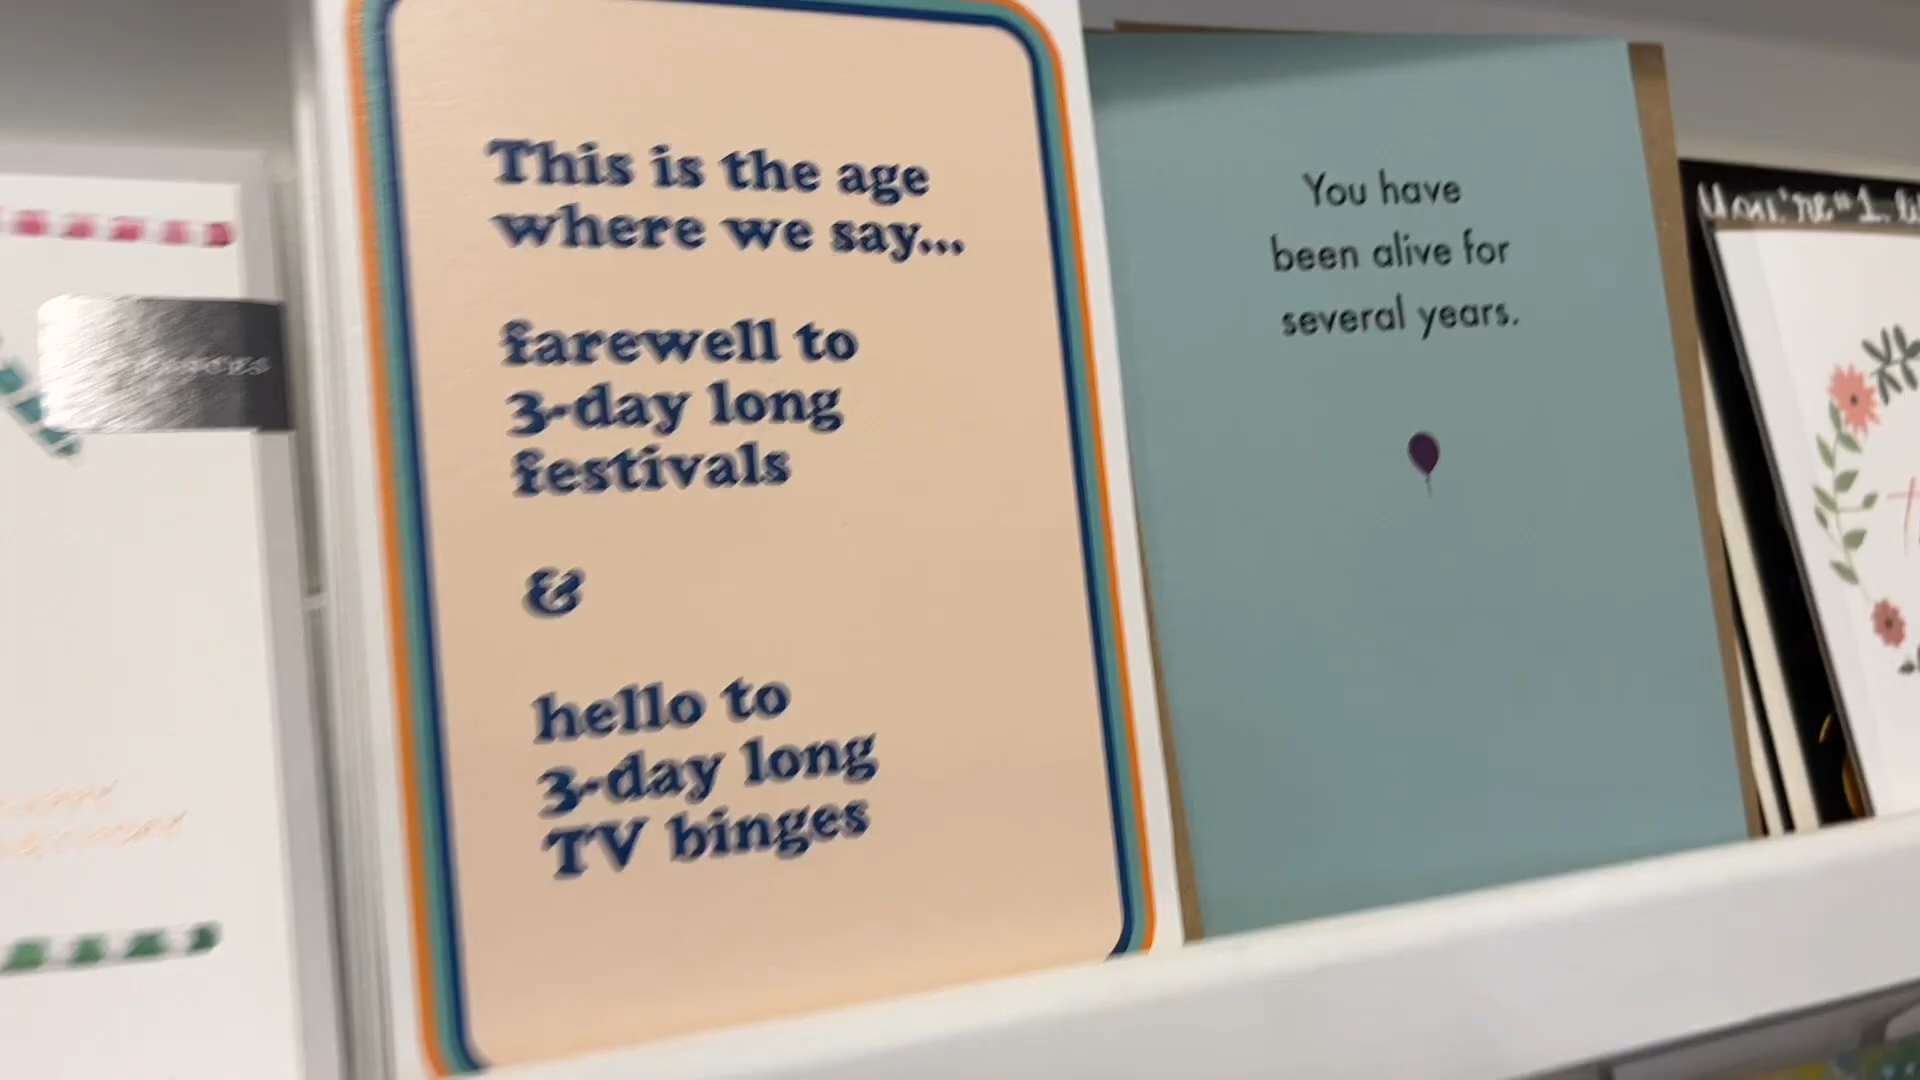 This is the age
where we say...
farewell to
3-day long
festivals
&
hello to
3-day long
TV binges
You have
been alive for
several years.